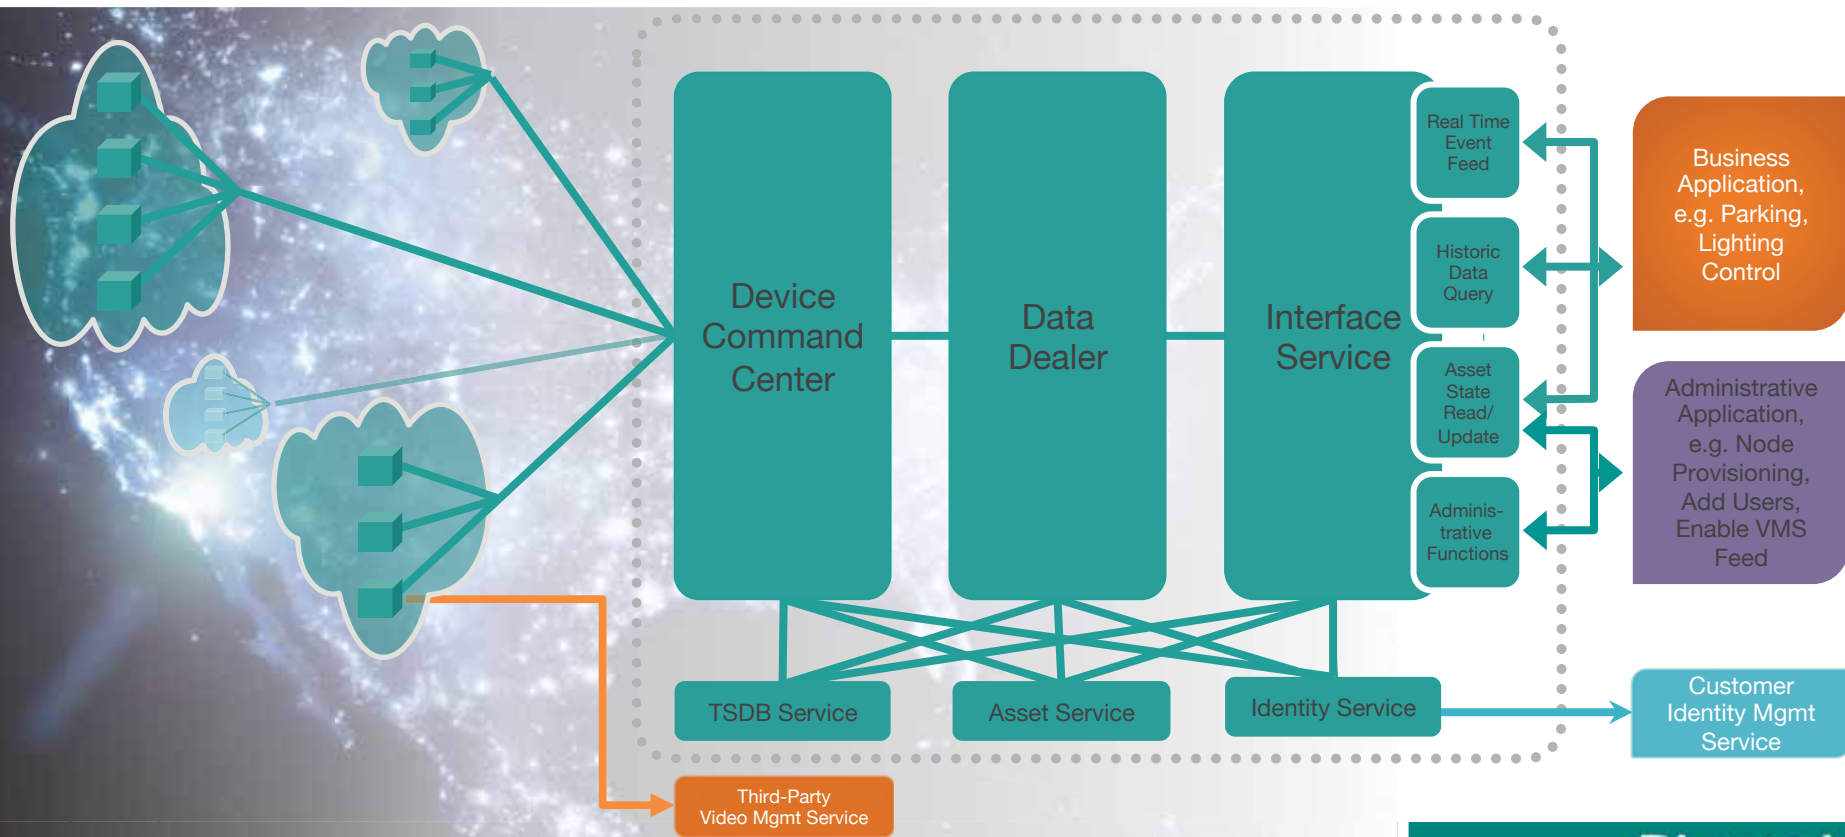 Device
Command
Center
Data
Dealer
Interface
Service
Real Time
Event
Feed
Historic
Data
Query
Asset
State
Read/
Update
Adminis-
trative
Functions
Business
Application,
e.g. Parking,
Lighting
Control
Administrative
Application,
e.g. Node
Provisioning,
Add Users,
Enable VMS
Feed
TSDB Service
Asset Service
Identity Service
Customer
Identity Mgmt
Service
Third-Party
Video Mgmt Service